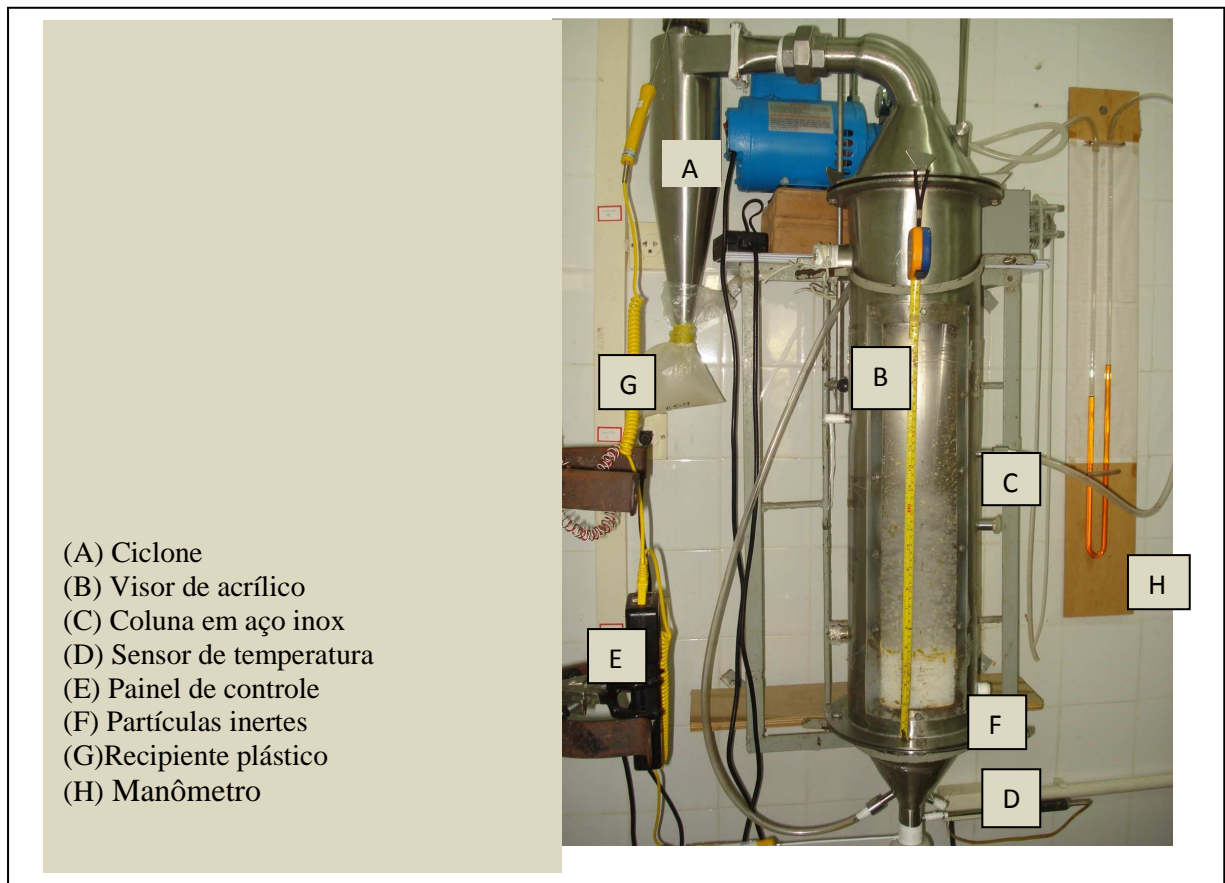 (A) Ciclone
(B) Visor de acrílico
(C) Coluna em aço inox
(D) Sensor de temperatura
(E) Painel de controle
(F) Partículas inertes
(G)Recipiente plástico
(H) Manômetro
A
B
G
C
H
E
F
D